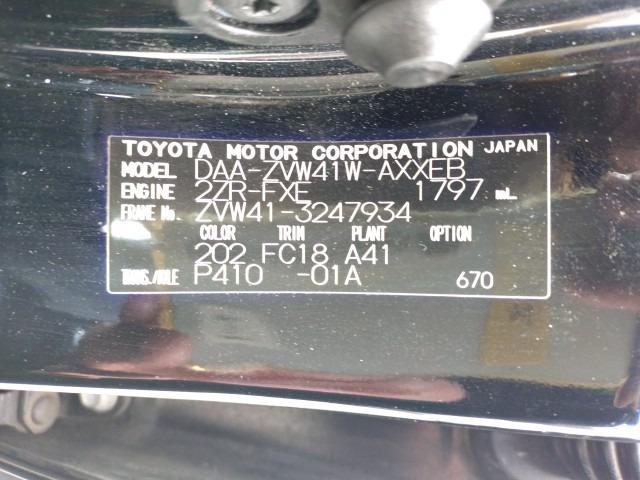 TOYOTA MOTOR CORPORATION JAPAN
MODEL DAA-ZVW41W-AXXEB
ENGINE 2ZR-FXE 1797 mL
FRAME No. ZVW41-3247934
COLOR TRIM PLANT OPTION
202 FC18 A41
TRANS./AXLE P410 -01A 670